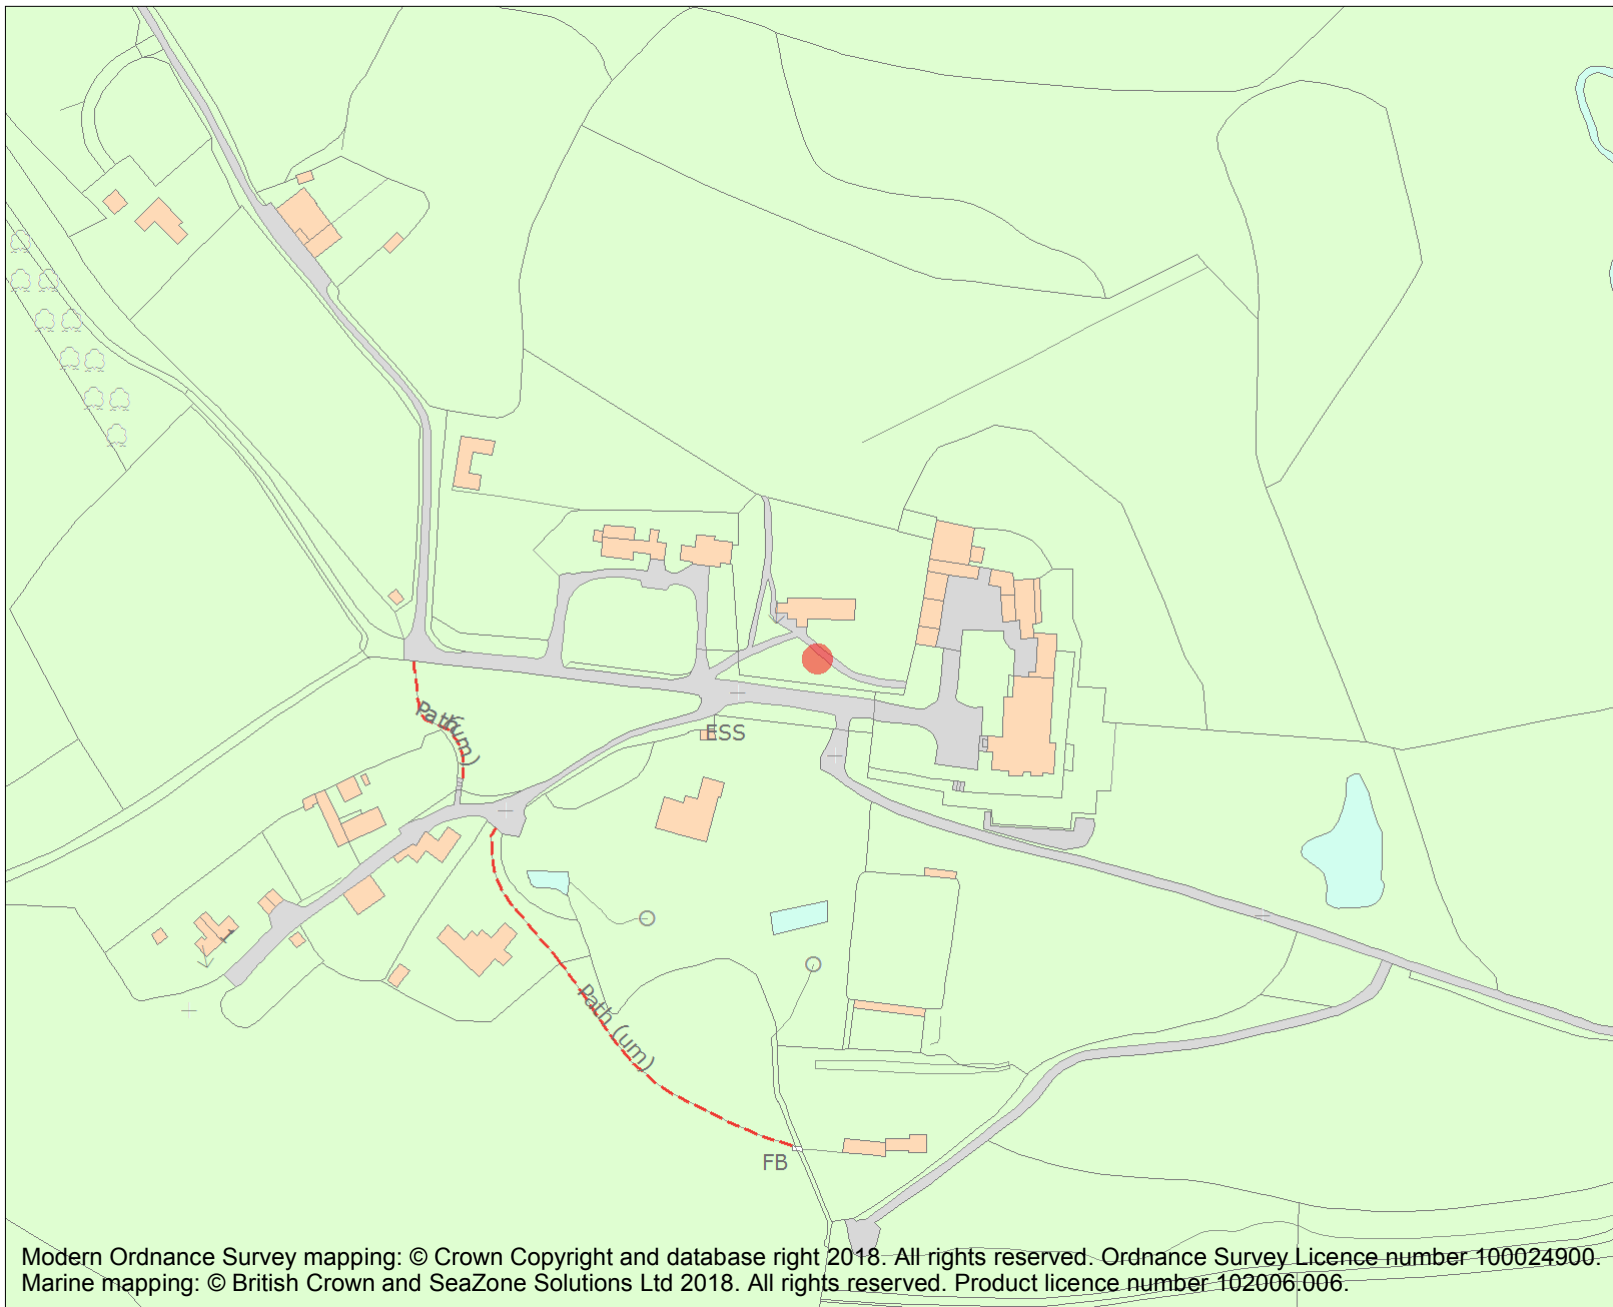 Path (um)
ESS
Path (um)
FB
Modern Ordnance Survey mapping: © Crown Copyright and database right 2018. All rights reserved. Ordnance Survey Licence number 100024900.
Marine mapping: © British Crown and SeaZone Solutions Ltd 2018. All rights reserved. Product licence number 102006.006.